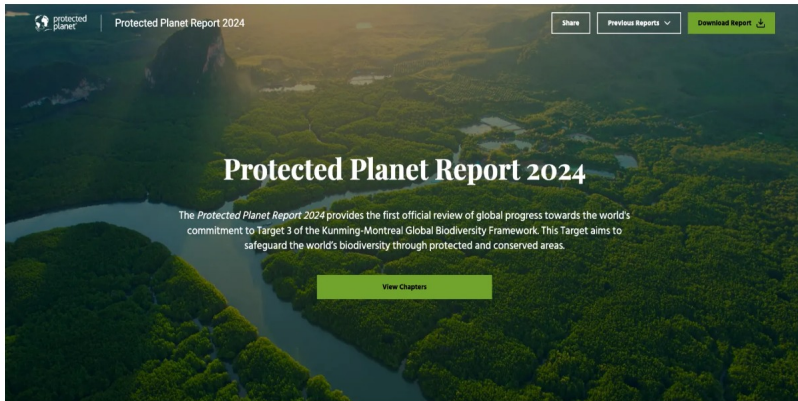 protected
planet
Protected Planet Report 2024
Share
Previous Reports
Download Report
Protected Planet Report 2024
The Protected Planet Report 2024 provides the first official review of global progress towards the world's
commitment to Target 3 of the Kunming-Montreal Global Biodiversity Framework. This Target aims to
safeguard the world's biodiversity through protected and conserved areas.
View Chapters